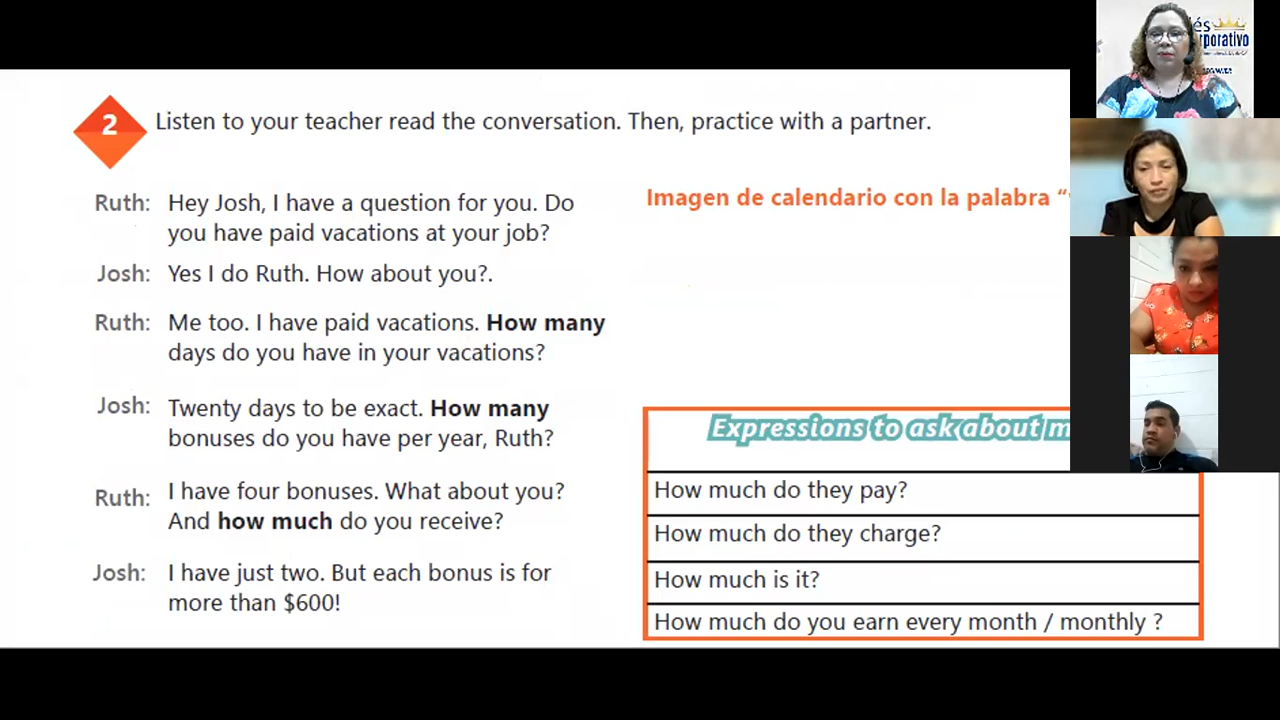 2
Listen to your teacher read the conversation. Then, practice with a partner.
Ruth: Hey Josh, I have a question for you. Do
you have paid vacations at your job?
Josh: Yes I do Ruth. How about you?.
Ruth: Me too. I have paid vacations. How many
days do you have in your vacations?
Josh: Twenty days to be exact. How many
bonuses do you have per year, Ruth?
Ruth: I have four bonuses. What about you?
And how much do you receive?
Josh: I have just two. But each bonus is for
more than $600!
Imagen de calendario con la palabra “
Expressions to ask about m
How much do they pay?
How much do they charge?
How much is it?
How much do you earn every month / monthly ?